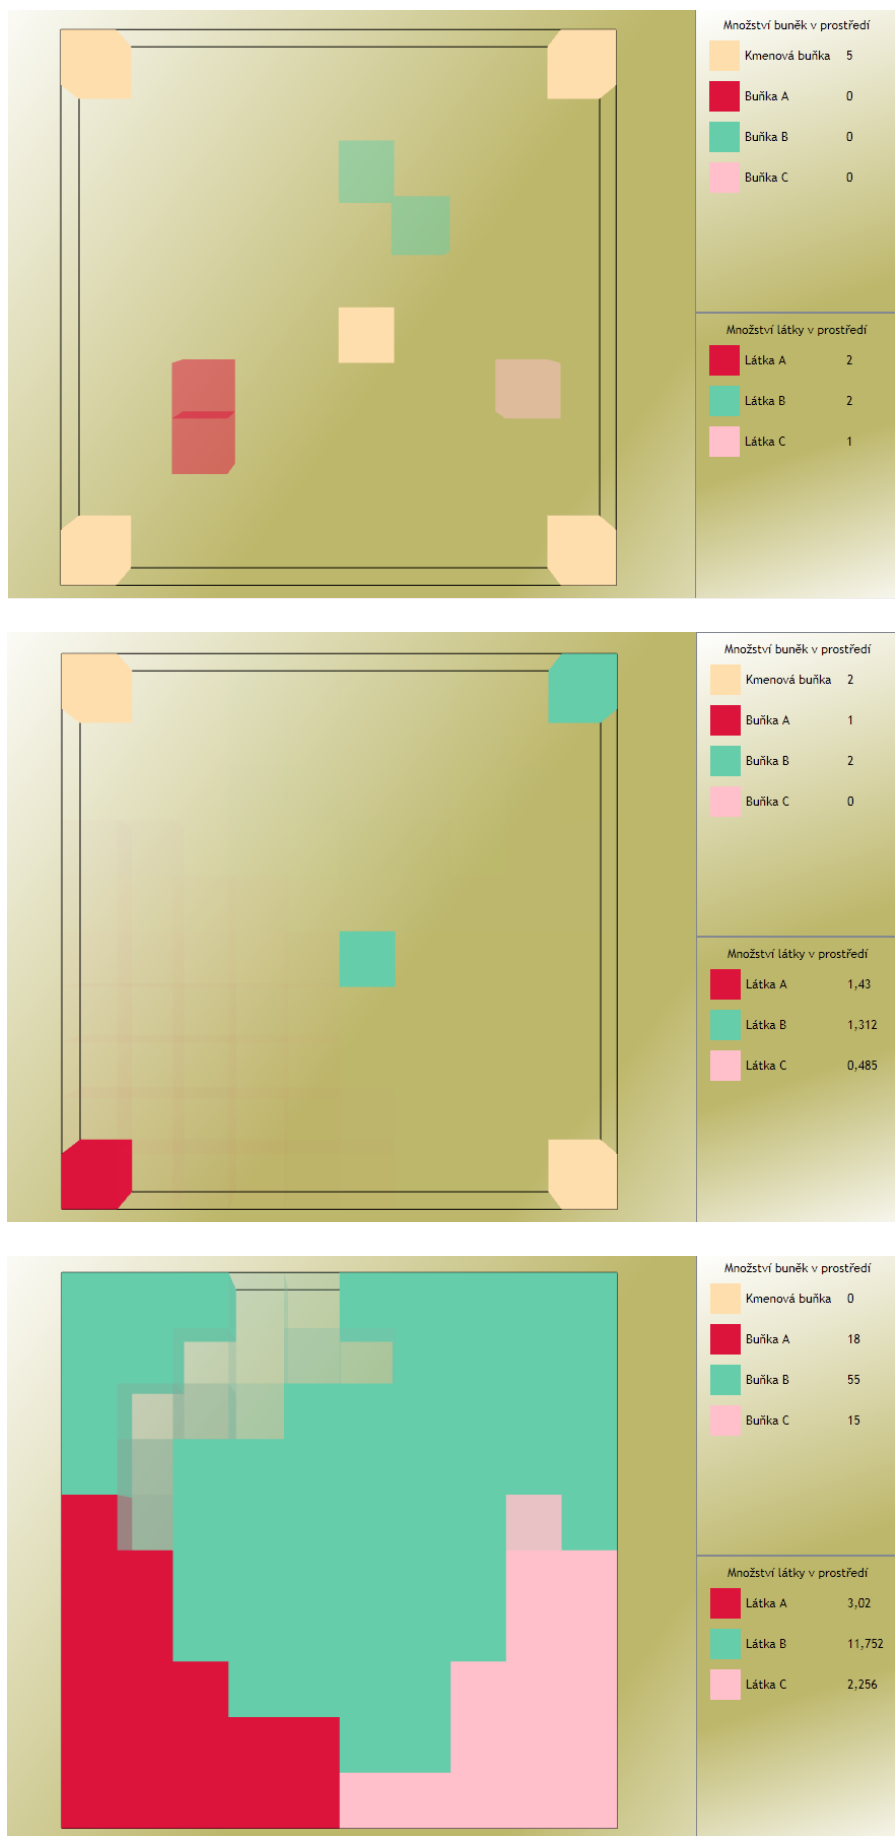 Množství buněk v prostředí
Kmenová buňka 5
Buňka A 0
Buňka B 0
Buňka C 0
Množství látky v prostředí
Látka A 2
Látka B 2
Látka C 1
Množství buněk v prostředí
Kmenová buňka 2
Buňka A 1
Buňka B 2
Buňka C 0
Množství látky v prostředí
Látka A 1,43
Látka B 1,312
Látka C 0,485
Množství buněk v prostředí
Kmenová buňka 0
Buňka A 18
Buňka B 55
Buňka C 15
Množství látky v prostředí
Látka A 3,02
Látka B 11,752
Látka C 2,256